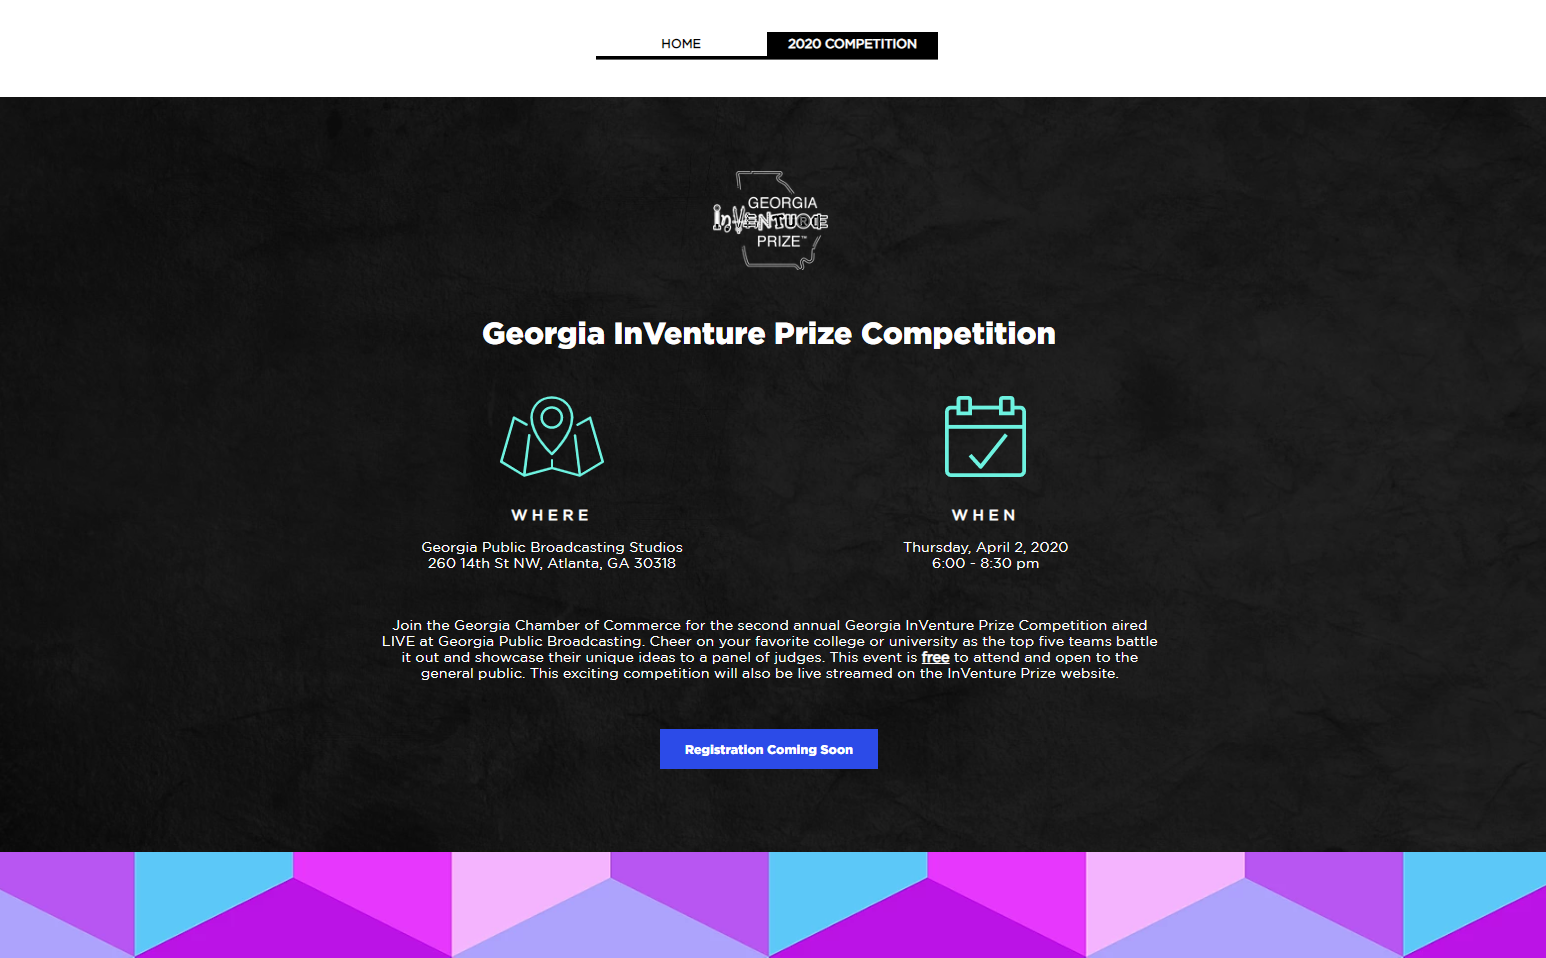 HOME
2020 COMPETITION
GEORGIA
InVENTURE
PRIZE™
Georgia InVenture Prize Competition
WHERE
Georgia Public Broadcasting Studios
260 14th St NW, Atlanta, GA 30318
WHEN
Thursday, April 2, 2020
6:00 - 8:30 pm
Join the Georgia Chamber of Commerce for the second annual Georgia InVenture Prize Competition aired
LIVE at Georgia Public Broadcasting. Cheer on your favorite college or university as the top five teams battle
it out and showcase their unique ideas to a panel of judges. This event is free to attend and open to the
general public. This exciting competition will also be live streamed on the InVenture Prize website.
Registration Coming Soon